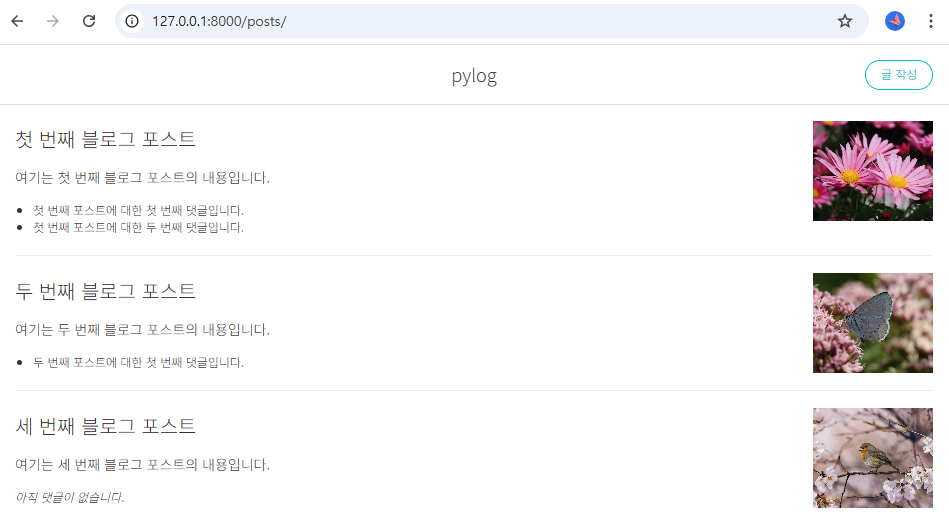 127.0.0.1:8000/posts/
pylog
글 작성
첫 번째 블로그 포스트
여기는 첫 번째 블로그 포스트의 내용입니다.
첫 번째 포스트에 대한 첫 번째 댓글입니다.
첫 번째 포스트에 대한 두 번째 댓글입니다.
두 번째 블로그 포스트
여기는 두 번째 블로그 포스트의 내용입니다.
두 번째 포스트에 대한 첫 번째 댓글입니다.
세 번째 블로그 포스트
여기는 세 번째 블로그 포스트의 내용입니다.
아직 댓글이 없습니다.